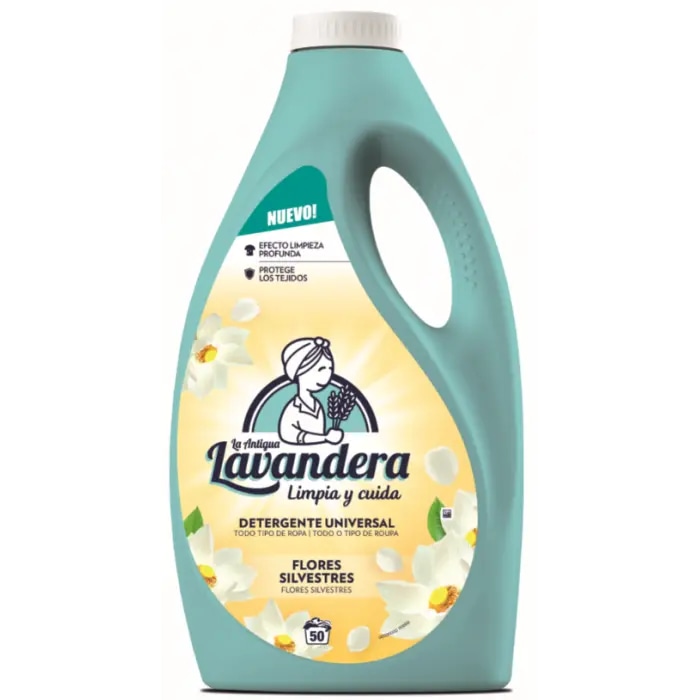 NUEVO!
EFECTO LIMPIEZA
PROFUNDA
PROTEGE
LOS TEJIDOS
La Antigua
Lavandera
Limpia y cuida
DETERGENTE UNIVERSAL
TODO TIPO DE ROPA | TODO O TIPO DE ROUPA
FLORES
SILVESTRES
FLORES SILVESTRES
50